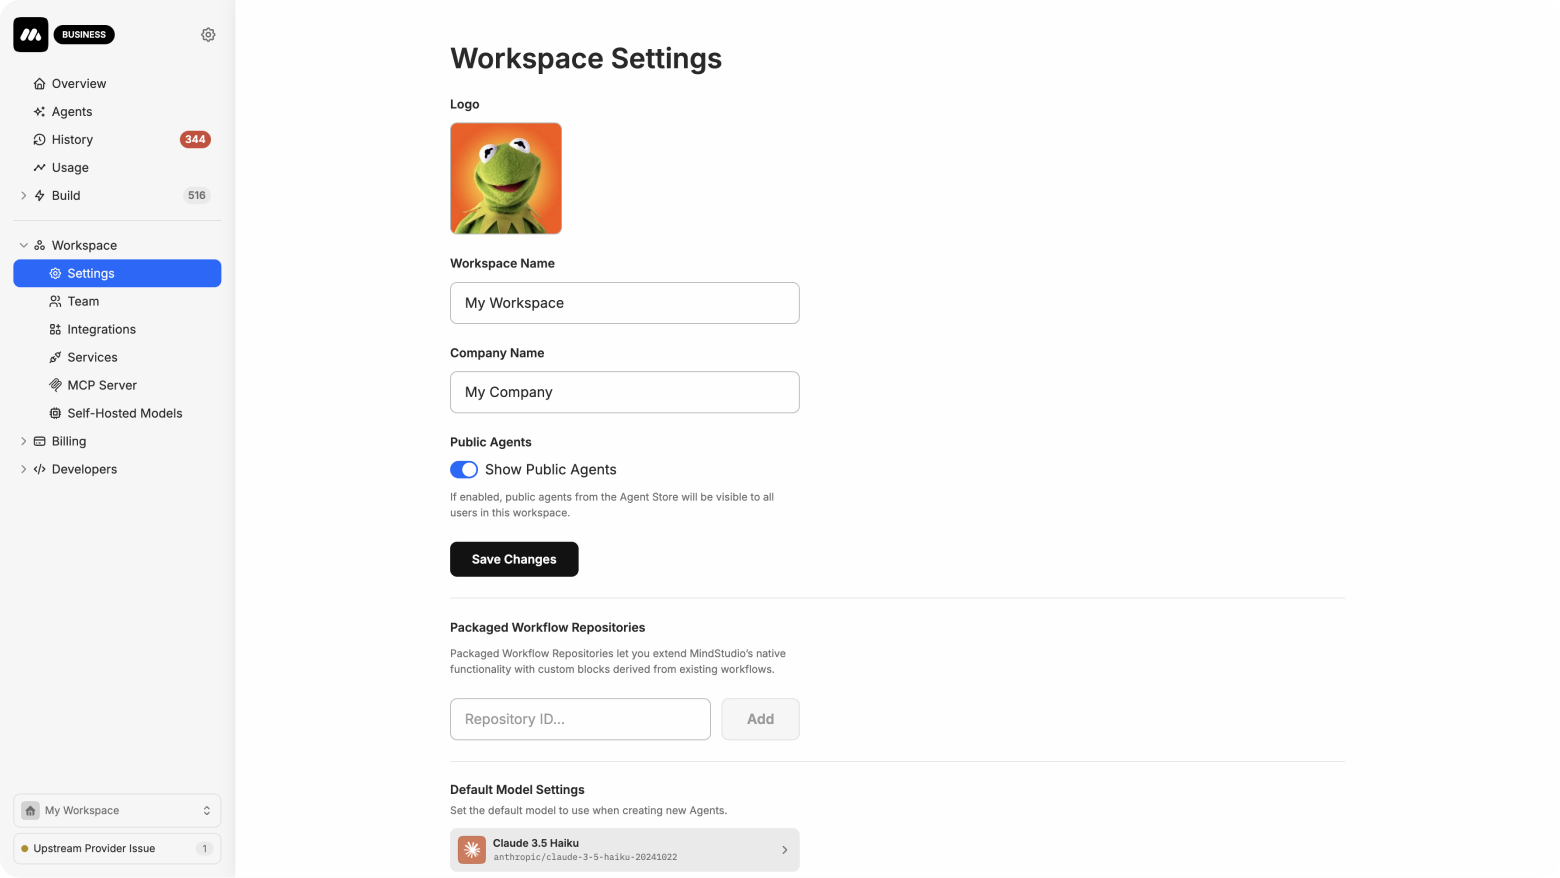 BUSINESS
Overview
Agents
History
344
Usage
Build
516
Workspace
Settings
Team
Integrations
Services
MCP Server
Self-Hosted Models
Billing
Developers
My Workspace
Upstream Provider Issue
1
Workspace Settings
Logo
Workspace Name
My Workspace
Company Name
My Company
Public Agents
Show Public Agents
If enabled, public agents from the Agent Store will be visible to all
users in this workspace.
Save Changes
Packaged Workflow Repositories
Packaged Workflow Repositories let you extend MindStudio’s native
functionality with custom blocks derived from existing workflows.
Repository ID...
Add
Default Model Settings
Set the default model to use when creating new Agents.
Claude 3.5 Haiku
anthropic/claude-3-5-haiku-20241022